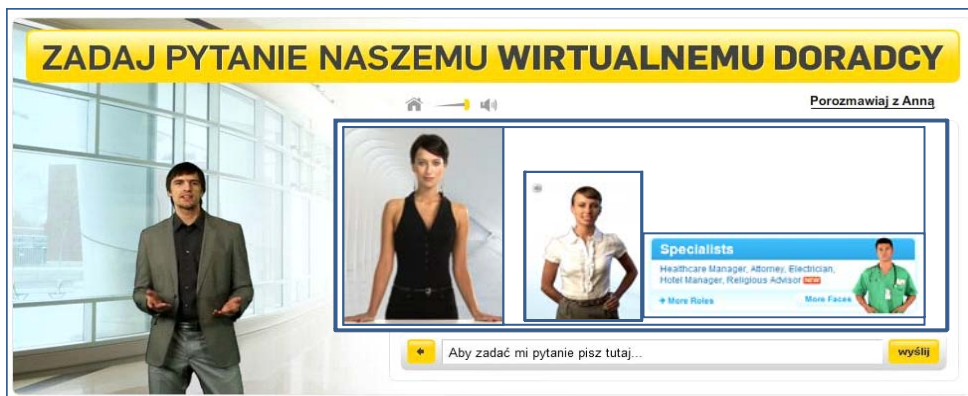 ZADAJ PYTANIE NASZEMU WIRTUALNEMU DORADCY
Porozmawiaj z Anną
Specialists
Healthcare Manager, Attorney, Electrician,
Hotel Manager, Religious Advisor NEW
More Roles
More Faces
Aby zadać mi pytanie pisz tutaj...
wyślij